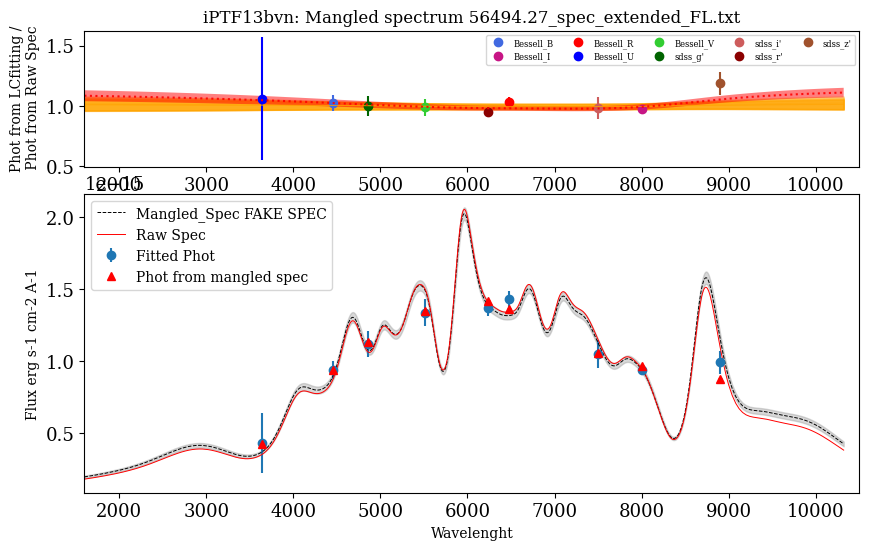 iPTF13bvn: Mangled spectrum 56494.27_spec_extended_FL.txt
Phot from LCfitting /
Phot from Raw Spec
1.5
1.0
0.5
Bessell_B
Bessell_R
Bessell_V
sdss_i'
sdss_z'
Bessell_I
Bessell_U
sdss_g'
sdss_r'
2000 3000 4000 5000 6000 7000 8000 9000 10000
1e−15
Flux erg s-1 cm-2 A-1
2.0
1.5
1.0
0.5
Mangled_Spec FAKE SPEC
Raw Spec
Fitted Phot
Phot from mangled spec
2000 3000 4000 5000 6000 7000 8000 9000 10000
Wavelenght